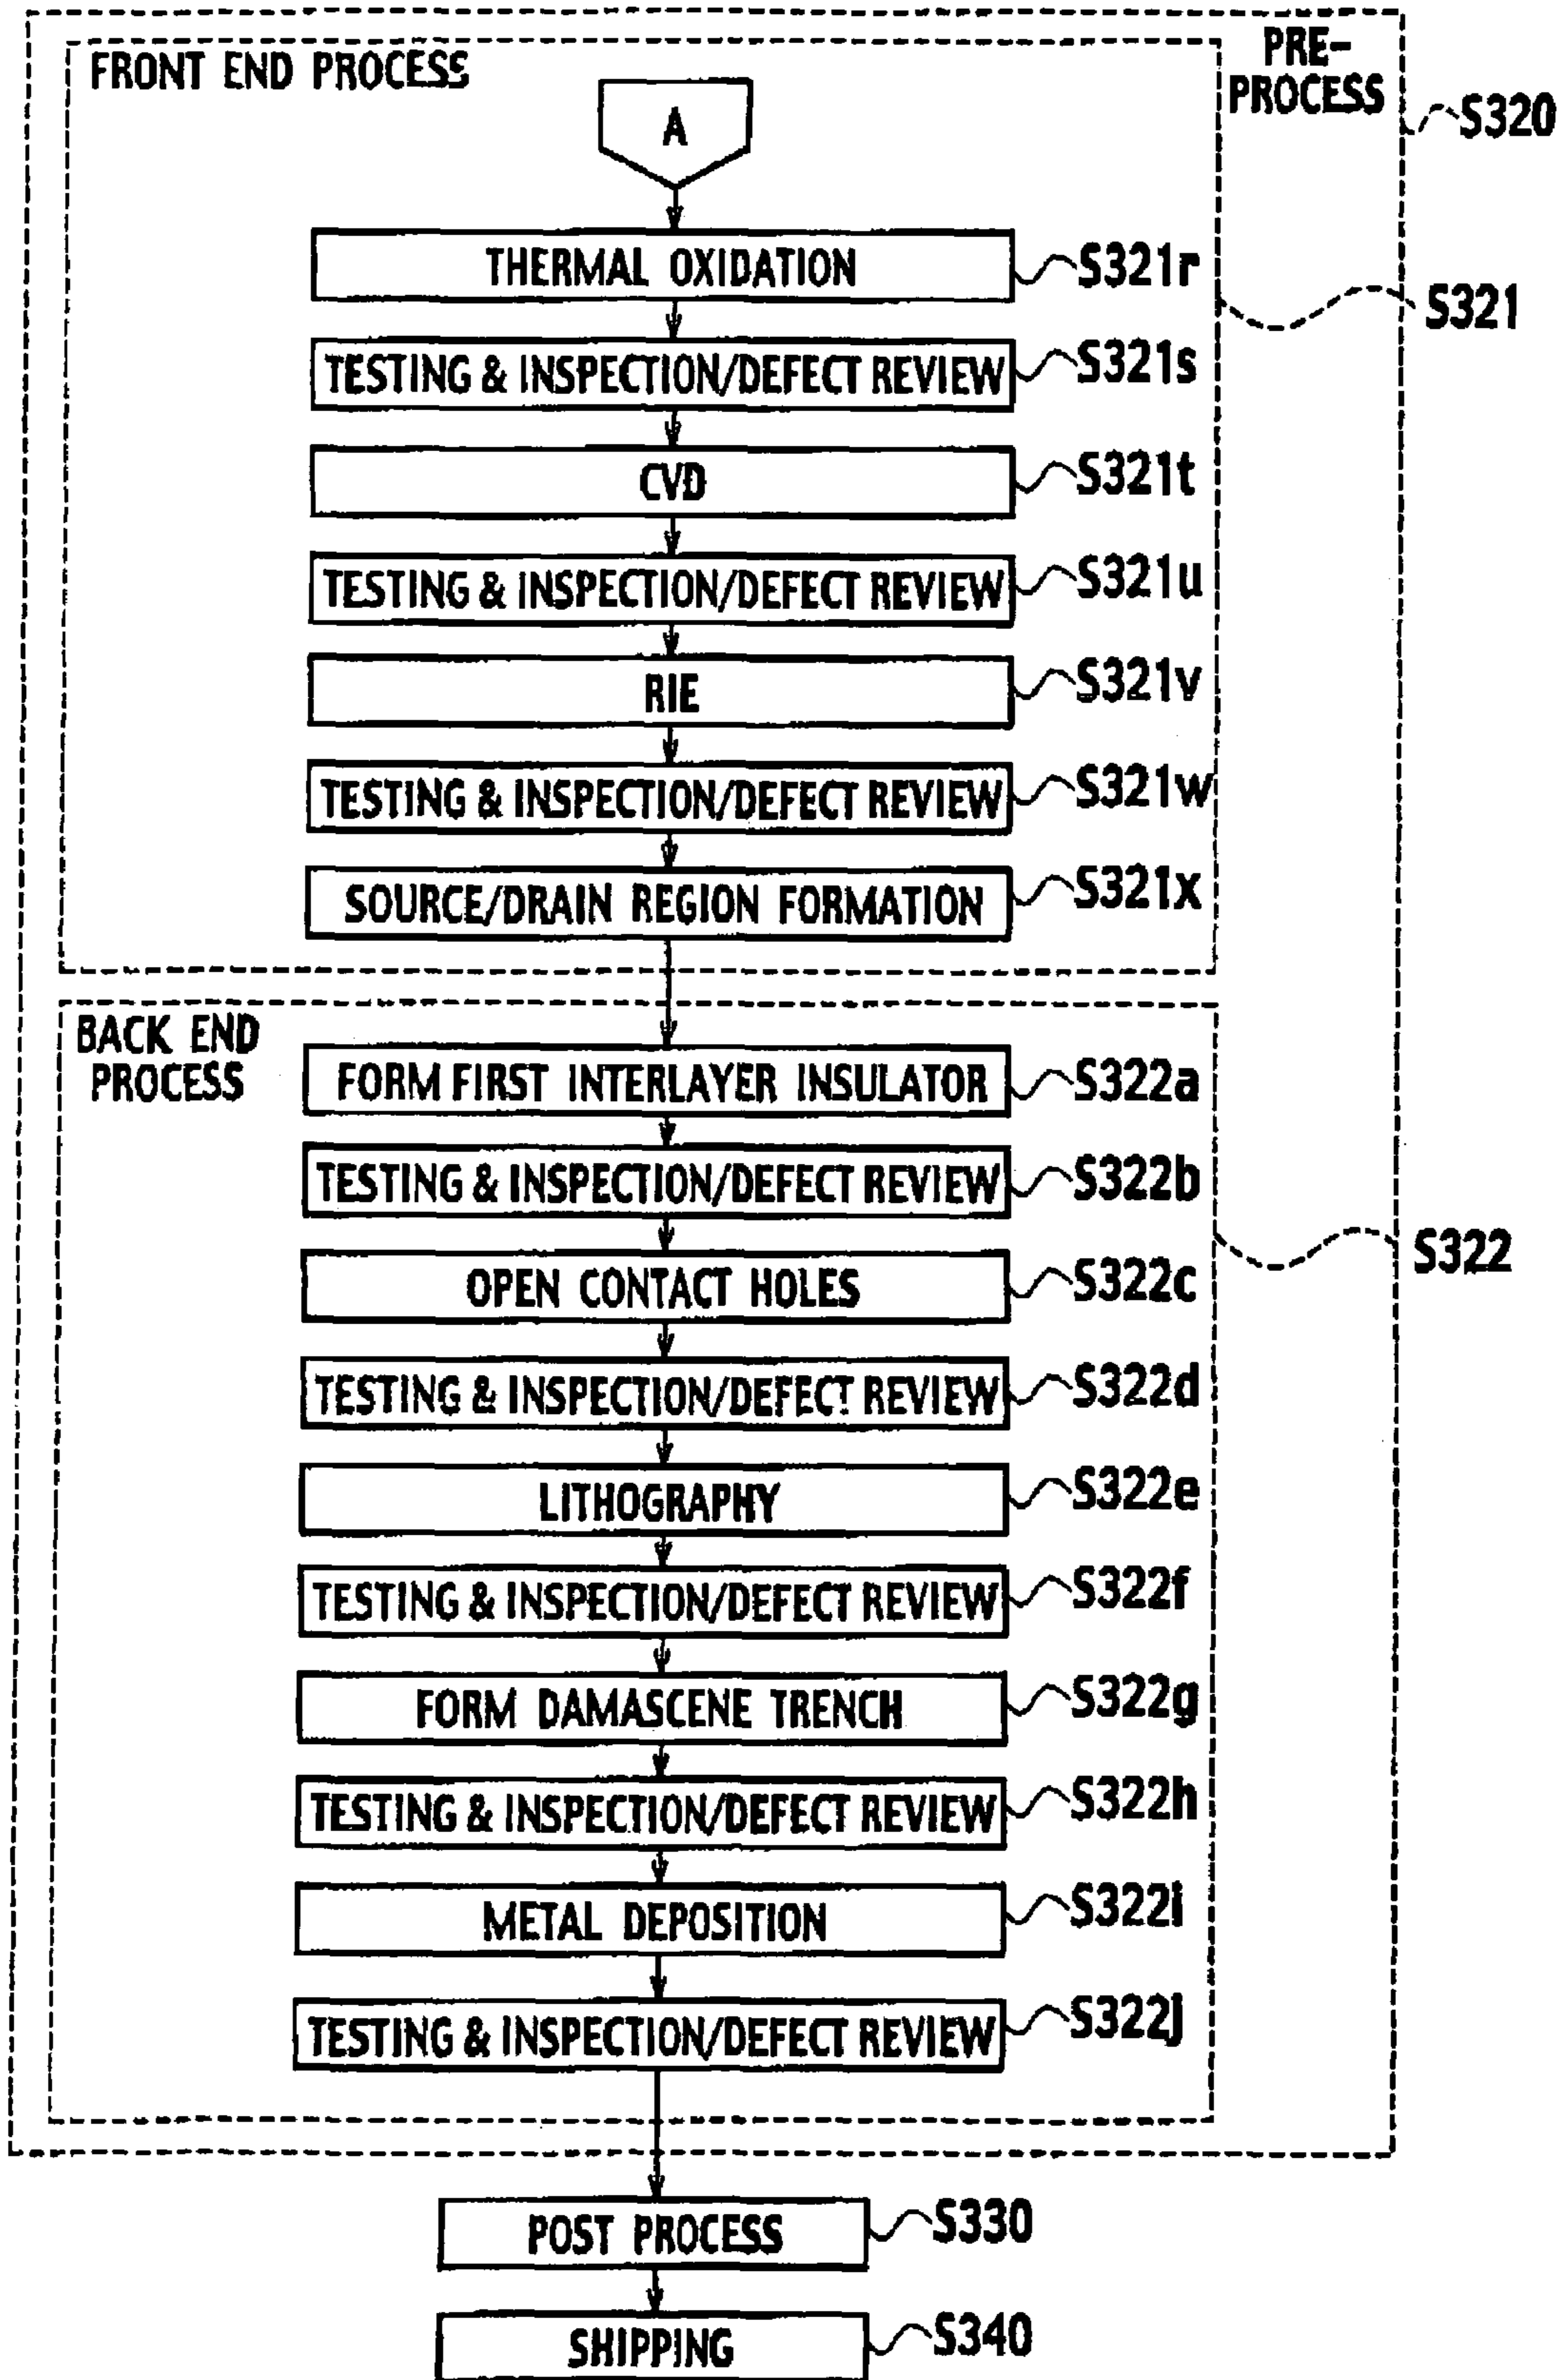 FRONT END PROCESS
PRE-
PROCESS
S320
A
THERMAL OXIDATION
S321r
S321
TESTING & INSPECTION/DEFECT REVIEW
S321s
CVD
S321t
TESTING & INSPECTION/DEFECT REVIEW
S321u
RIE
S321v
TESTING & INSPECTION/DEFECT REVIEW
S321w
SOURCE/DRAIN REGION FORMATION
S321x
BACK END
PROCESS
FORM FIRST INTERLAYER INSULATOR
S322a
TESTING & INSPECTION/DEFECT REVIEW
S322b
S322
OPEN CONTACT HOLES
S322c
TESTING & INSPECTION/DEFECT REVIEW
S322d
LITHOGRAPHY
S322e
TESTING & INSPECTION/DEFECT REVIEW
S322f
FORM DAMASCENE TRENCH
S322g
TESTING & INSPECTION/DEFECT REVIEW
S322h
METAL DEPOSITION
S322i
TESTING & INSPECTION/DEFECT REVIEW
S322j
POST PROCESS
S330
SHIPPING
S340